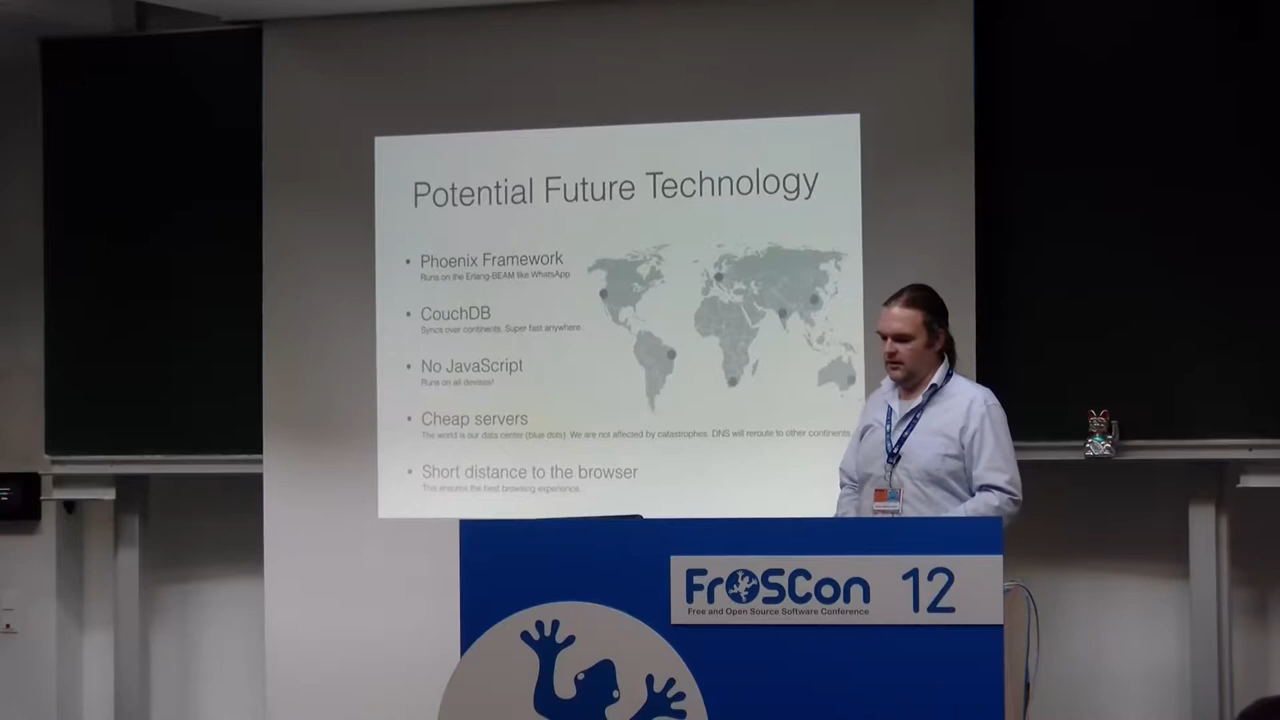 Potential Future Technology
• Phoenix Framework
Runs on the Erlang-BEAM like WhatsApp
• CouchDB
Syncs over continents. Super fast anywhere.
• No JavaScript
Runs on all devises!
• Cheap servers
The world is our data center (blue dots). We are not affected by catastrophes. DNS will reroute to other continents
• Short distance to the browser
This ensures the best browsing experience.
FrOSCon 12
Free and Open Source Software Conference